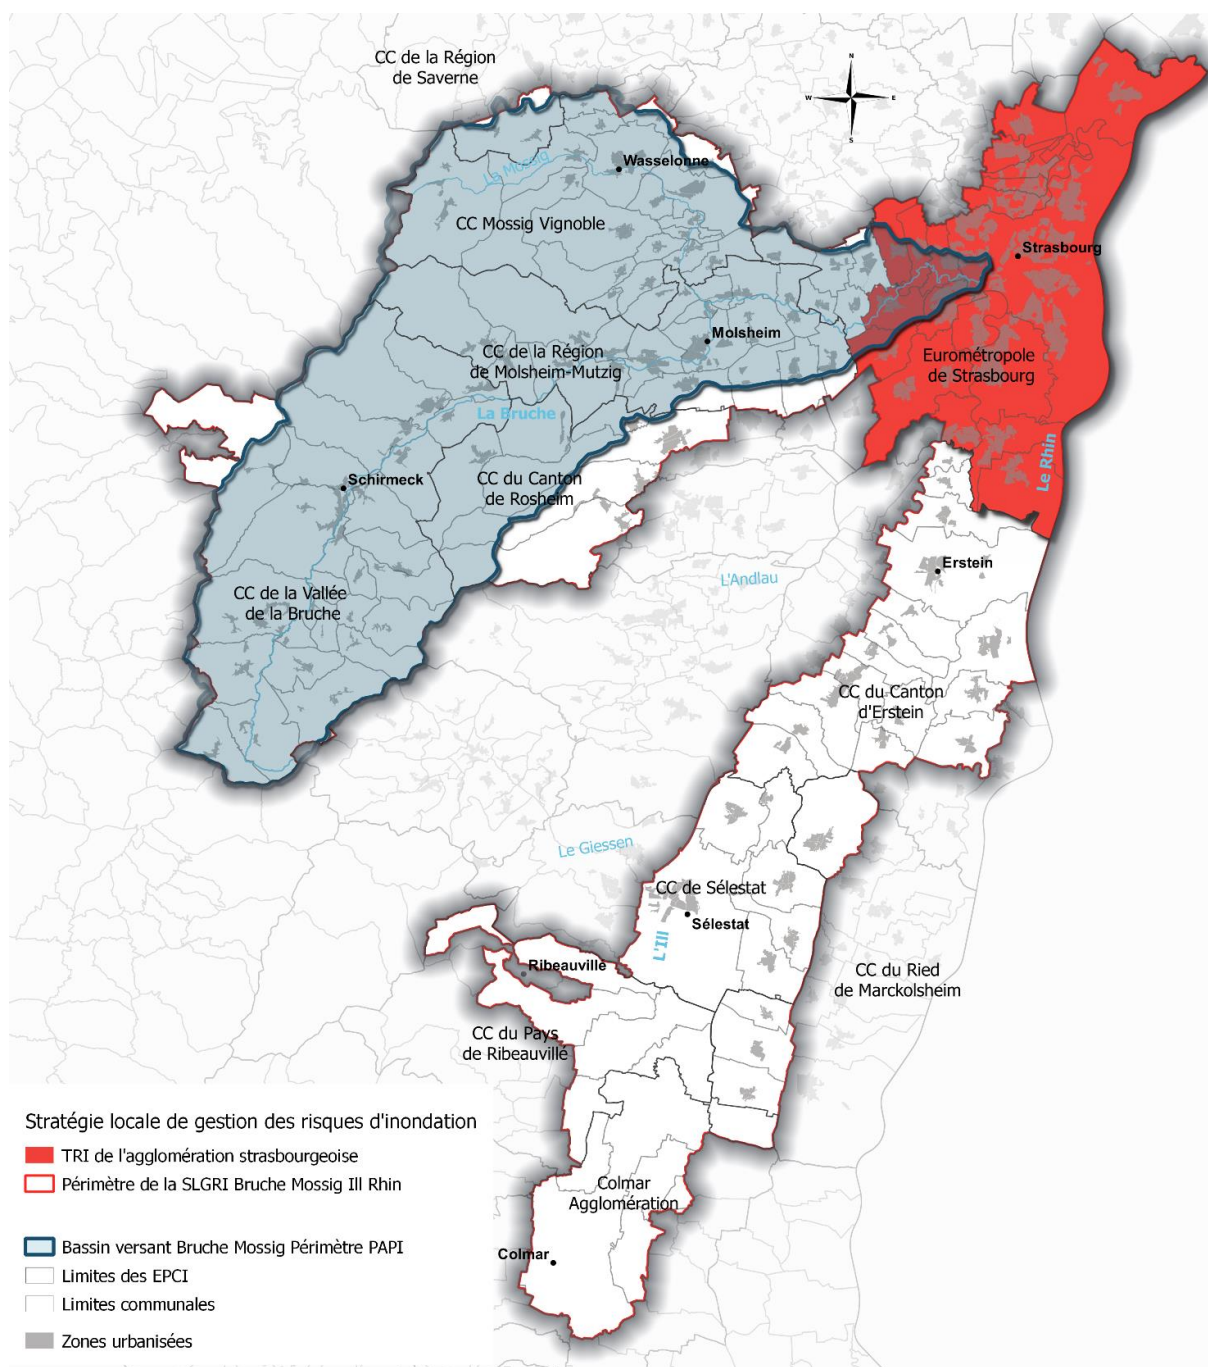 CC de la Région
de Saverne
N
W
E
S
Wasselonne
La Mossig
CC Mossig Vignoble
Strasbourg
Molsheim
CC de la Région
de Molsheim-Mutzig
Eurométropole
de Strasbourg
La Bruche
Le Rhin
Schirmeck
CC du Canton
de Rosheim
Erstein
L'Andlau
CC de la Vallée
de la Bruche
CC du Canton
d'Erstein
Le Giessen
CC de Sélestat
Sélestat
L'Ill
Ribeauvillé
CC du Ried
de Marckolsheim
CC du Pays
de Ribeauvillé
Stratégie locale de gestion des risques d'inondation
TRI de l'agglomération strasbourgeoise
Périmètre de la SLGRI Bruche Mossig Ill Rhin
Colmar
Agglomération
Bassin versant Bruche Mossig Périmètre PAPI
Colmar
Limites des EPCI
Limites communales
Zones urbanisées